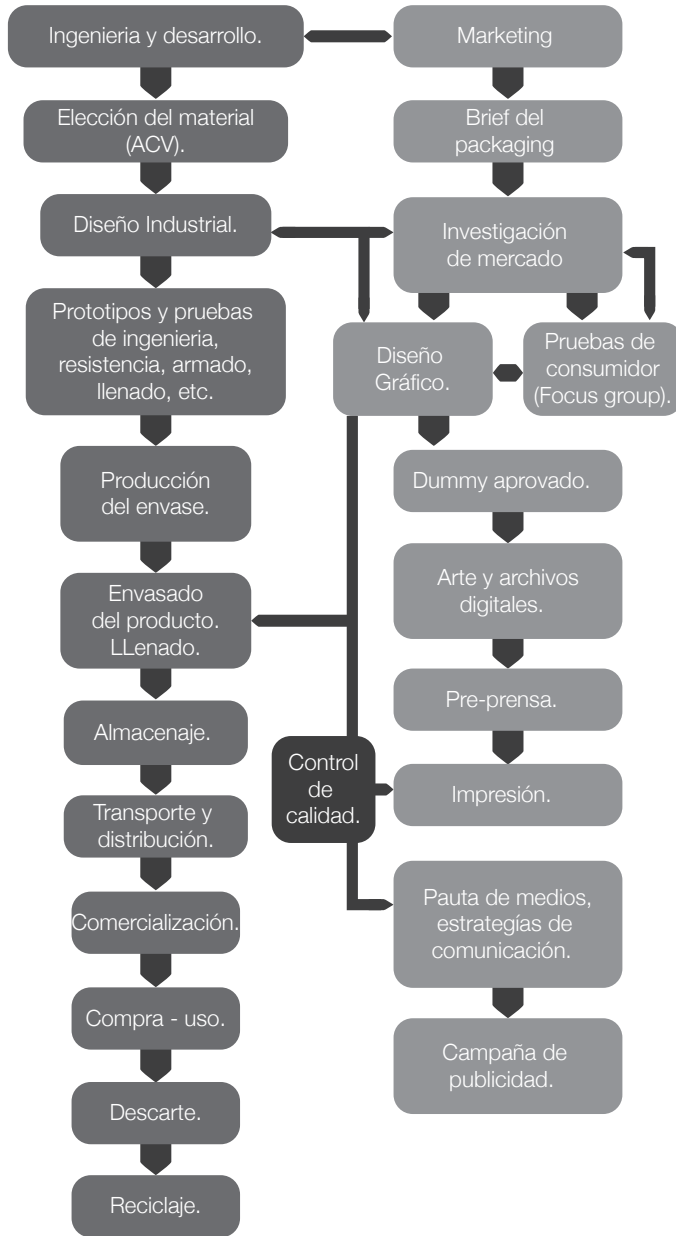 Ingenieria y desarrollo.
Marketing
Elección del material
(ACV).
Brief del
packaging
Diseño Industrial.
Investigación
de mercado
Prototipos y pruebas
de ingenieria,
resistencia, armado,
llenado, etc.
Diseño
Gráfico.
Pruebas de
consumidor
(Focus group).
Producción
del envase.
Dummy aprovado.
Envasado
del producto.
LLenado.
Arte y archivos
digitales.
Almacenaje.
Pre-prensa.
Control
de
calidad.
Impresión.
Transporte y
distribución.
Comercialización.
Pauta de medios,
estrategías de
comunicación.
Compra - uso.
Campaña de
publicidad.
Descarte.
Reciclaje.